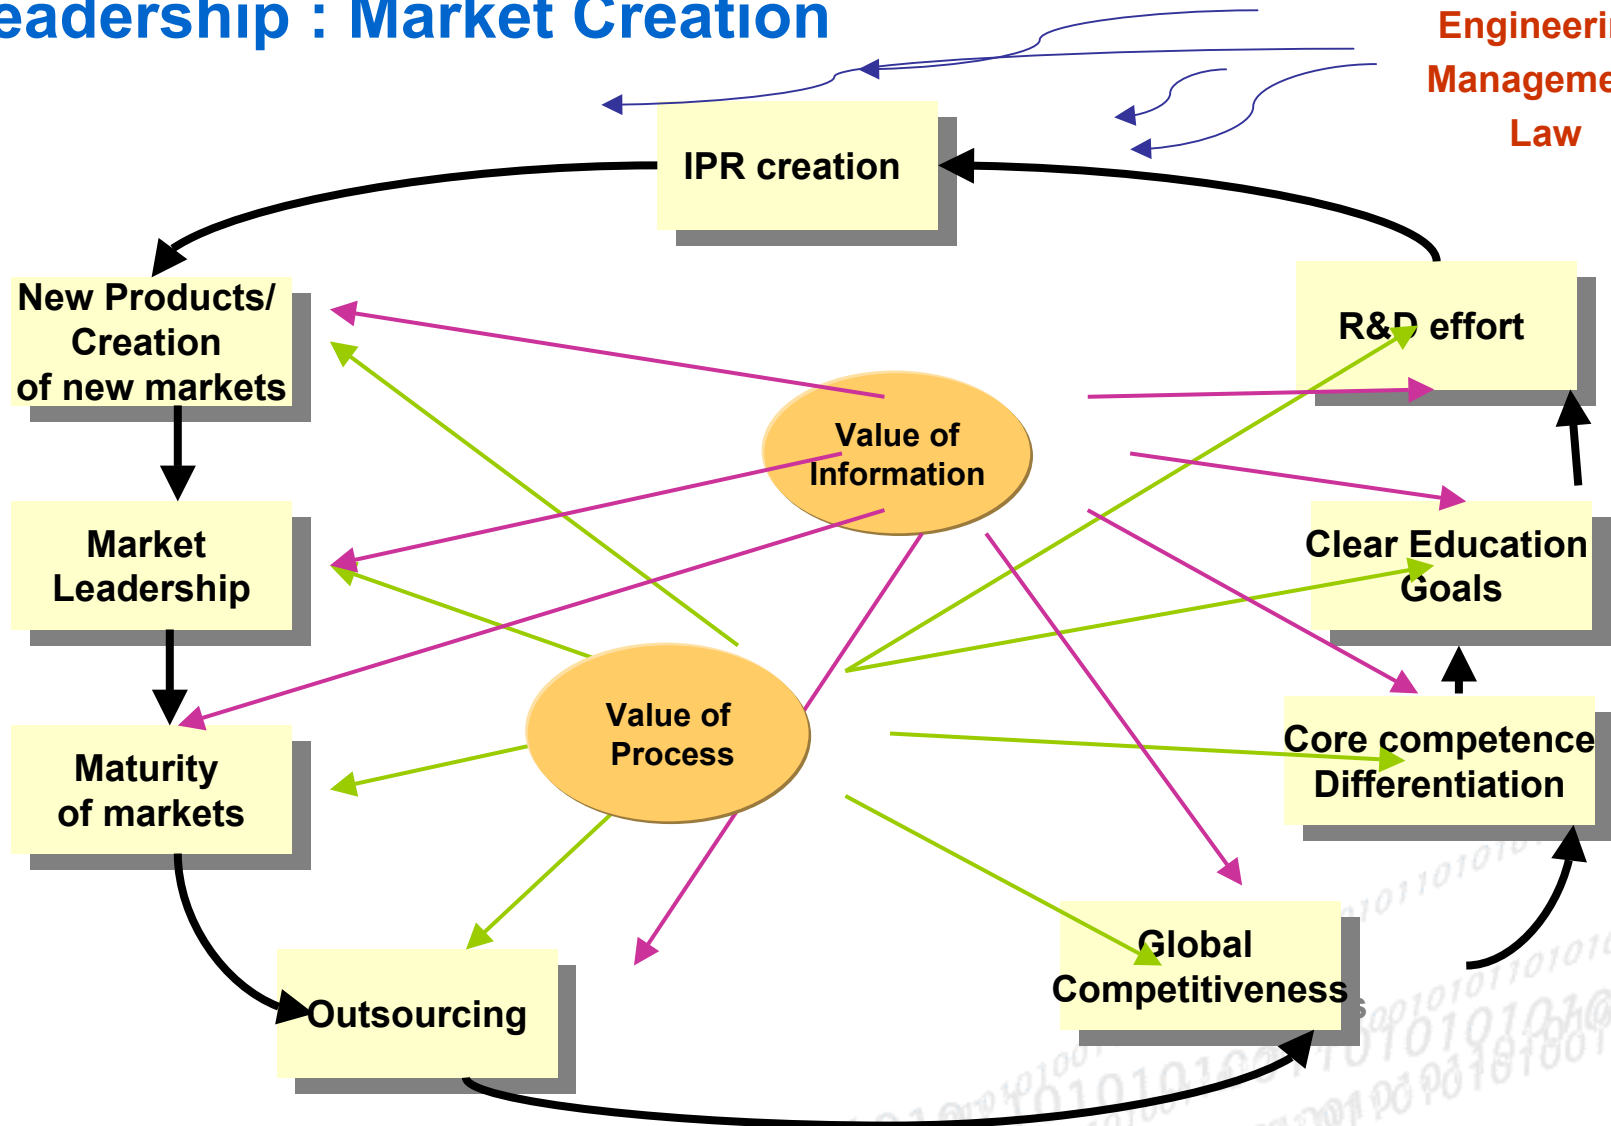 eadership : Market Creation
Engineerin
Manageme
Law
IPR creation
New Products/
Creation
of new markets
R&D effort
Value of
Information
Market
Leadership
Clear Education
Goals
Value of
Process
Core competence
Differentiation
Maturity
of markets
Global
Competitiveness
Outsourcing